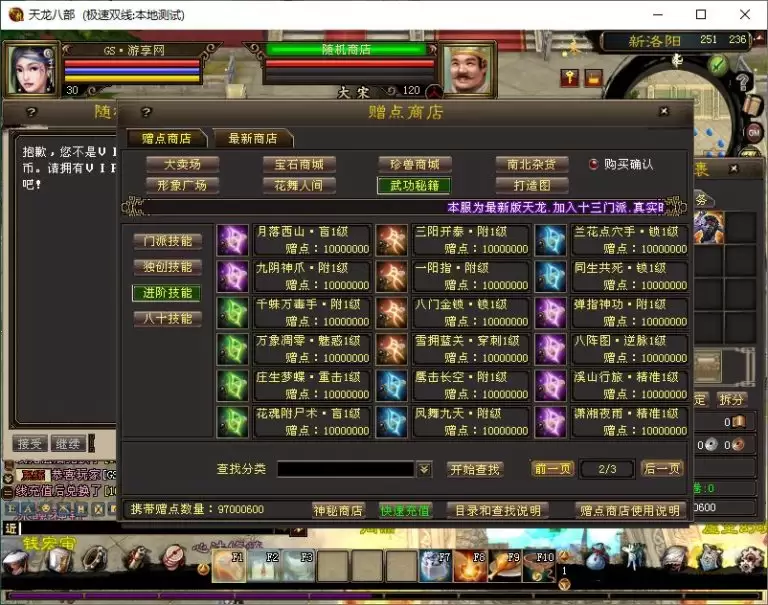 天龙八部 (极速双线:本地测试)
GS·游享网
随机商店
新洛阳 251 236
30
大宋
120
赠点商店
赠点商店 最新商店
抱歉，您不是VI
币。请拥有VIP
吧！
大卖场 宝石商城 珍兽商城 南北杂货 购买确认
形象广场 花舞人间 武功秘籍 打造图
本服为最新版天龙.加入十三门派.真实
门派技能
独创技能
进阶技能
八十技能
月落西山·盲1级 三阳开泰·附1级 兰花点穴手·锁1级
赠点：10000000 赠点：10000000 赠点：10000000
九阴神爪·附1级 一阳指·附级 同生共死·锁1级
赠点：10000000 赠点：10000000 赠点：10000000
千蛛万毒手·附1级 八门金锁·锁1级 弹指神功·附1级
赠点：10000000 赠点：10000000 赠点：10000000
万象凋零·魅惑1级 雪拥蓝关·穿刺1级 八阵图·逆脉1级
赠点：10000000 赠点：10000000 赠点：10000000
庄生梦蝶·重击1级 鹰击长空·附级 溪山行旅·精准1级
赠点：10000000 赠点：10000000 赠点：10000000
花魂附尸术·盲1级 风舞九天·附级 潇湘夜雨·精准1级
赠点：10000000 赠点：10000000 赠点：10000000
接受 继续
拆分
查找分类 开始查找 前一页 2/3 后一页
携带赠点数量：97000600 神秘商店 快速充值 目录和查找说明 赠点商店使用说明
近
钱宏宙
F1 F2 F3 F7 F8 F9 F10
1